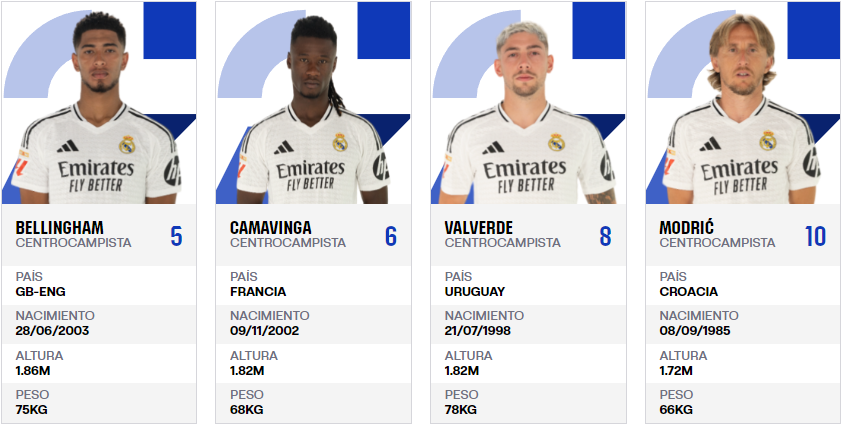 Emirates
FLY BETTER
BELLINGHAM
CENTROCAMPISTA
5
PAÍS
GB-ENG
NACIMIENTO
28/06/2003
ALTURA
1.86M
PESO
75KG
Emirates
FLY BETTER
CAMAVINGA
CENTROCAMPISTA
6
PAÍS
FRANCIA
NACIMIENTO
09/11/2002
ALTURA
1.82M
PESO
68KG
Emirates
FLY BETTER
VALVERDE
CENTROCAMPISTA
8
PAÍS
URUGUAY
NACIMIENTO
21/07/1998
ALTURA
1.82M
PESO
78KG
Emirates
FLY BETTER
MODRIĆ
CENTROCAMPISTA
10
PAÍS
CROACIA
NACIMIENTO
08/09/1985
ALTURA
1.72M
PESO
66KG